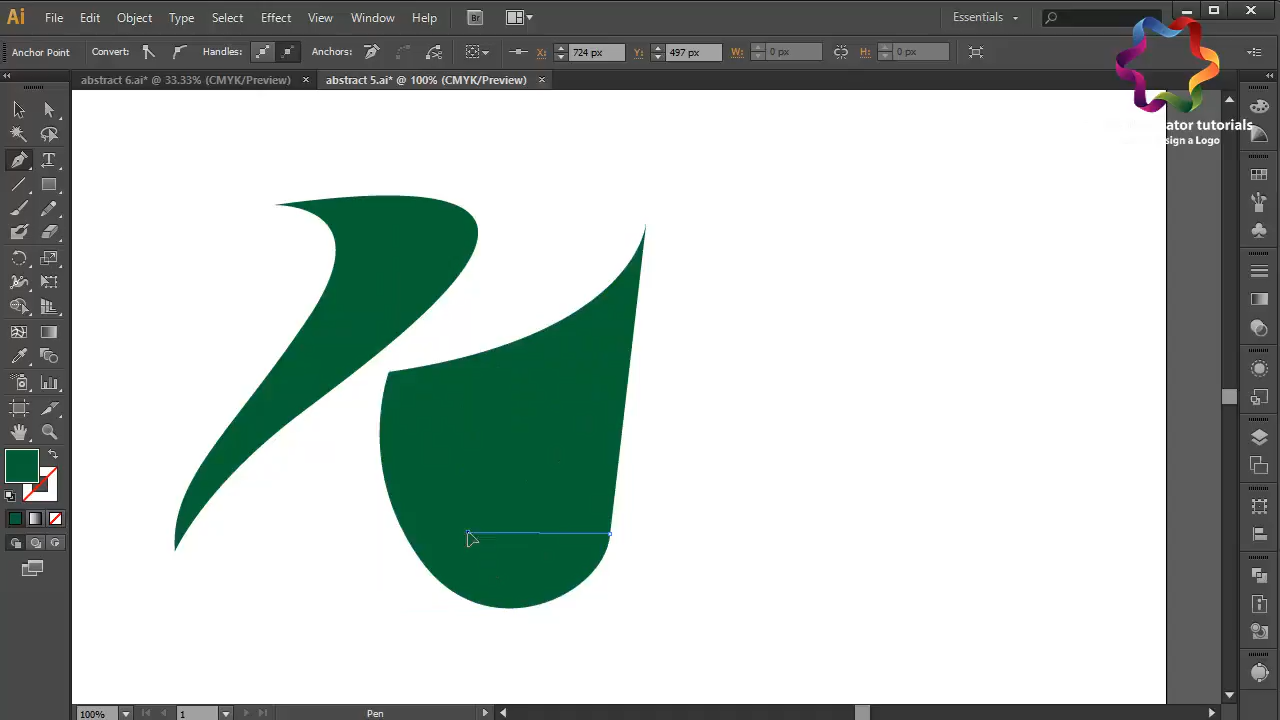 Ai File Edit Object Type Select Effect View Window Help Br Essentials
Anchor Point Convert: Handles: Anchors: X: 724 px Y: 497 px W: 0 px H: 0 px
abstract 6.ai* @ 33.33% (CMYK/Preview) × abstract 5.ai* @ 100% (CMYK/Preview) ×
ator tutorials
sign a Logo
100% 1 Pen